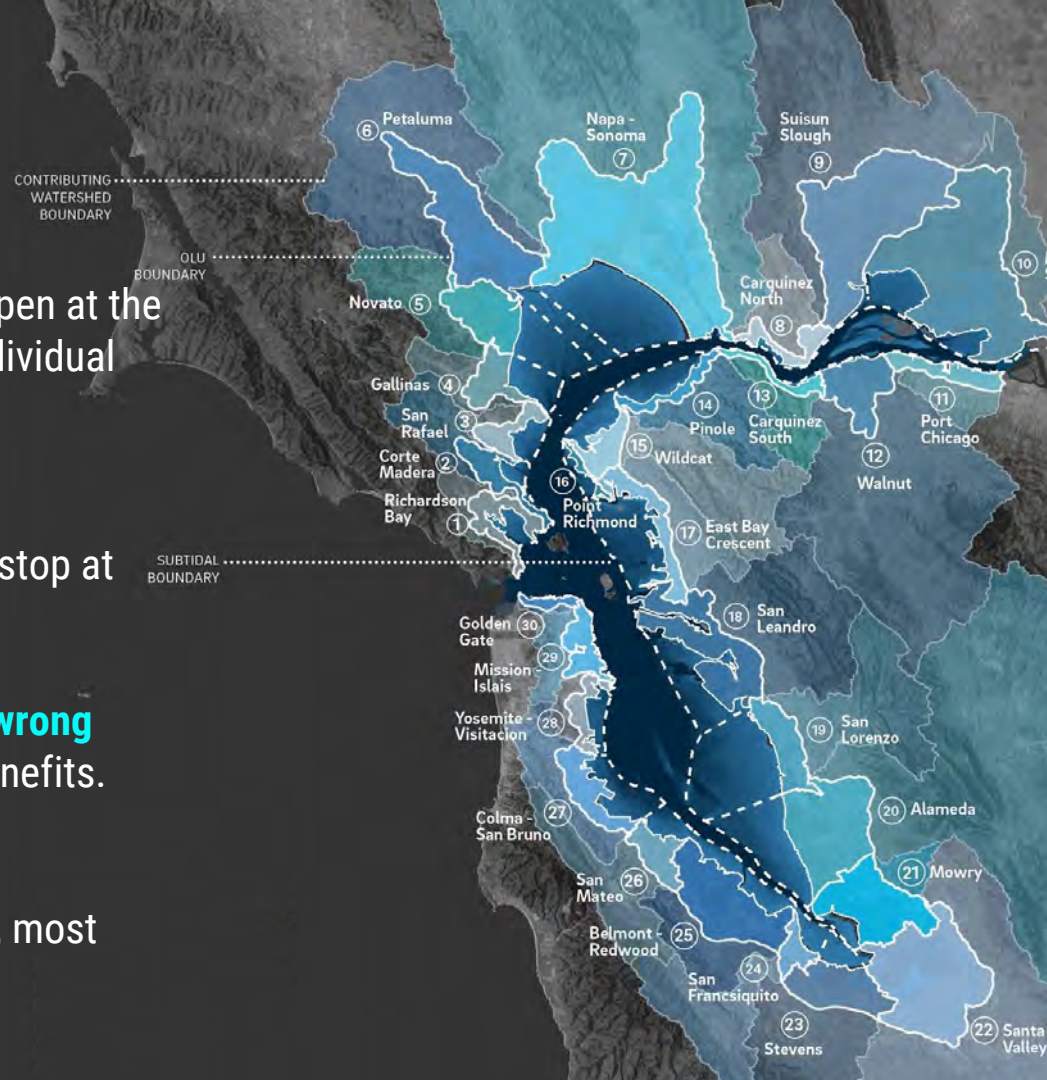 pen at the
dividual
stop at
wrong
nefits.
most
CONTRIBUTING
WATERSHED
BOUNDARY
OLU
BOUNDARY
SUBTIDAL
BOUNDARY
6 Petaluma
Napa -
Sonoma
7
Suisun
Slough
9
10
Novato 5
Carquinez
North
8
Gallinas 4
San
Rafael 3
Corte
Madera 2
Richardson
Bay 1
14
Pinole
13
Carquinez
South
11
Port
Chicago
12
Walnut
15 Wildcat
16
Point
Richmond
17 East Bay
Crescent
18 San
Leandro
Golden 30
Gate
29
Mission -
Islais
Yosemite - 28
Visitacion
19 San
Lorenzo
20 Alameda
21 Mowry
27
Colma -
San Bruno
San 26
Mateo
Belmont - 25
Redwood
24
San
Francsiquito
23
Stevens
22 Santa
Valley